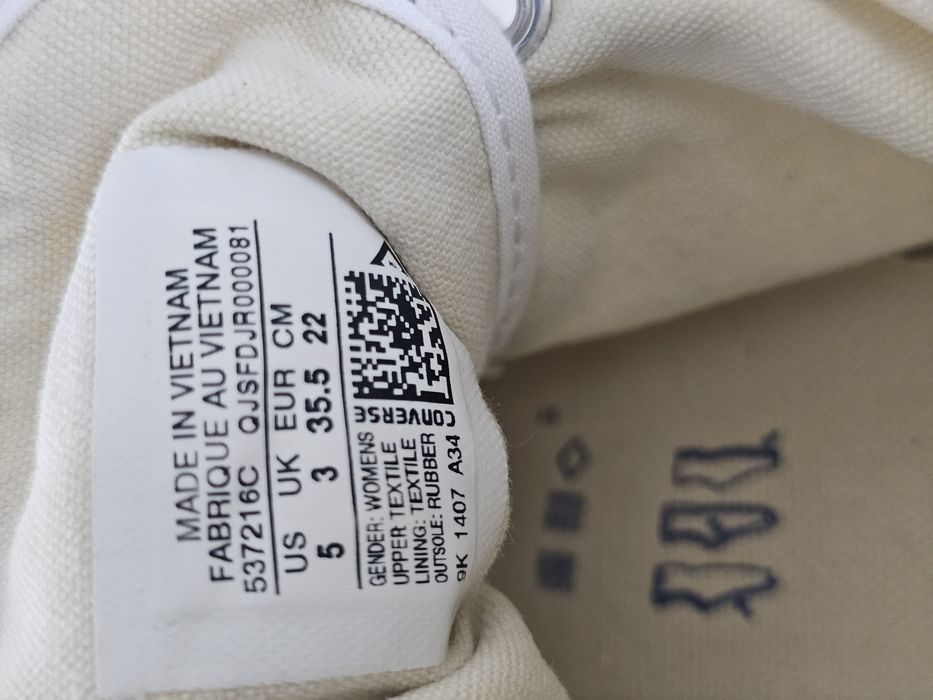 MADE IN VIETNAM
FABRIQUE AU VIETNAM
537216C QJSFDJR000081
US UK EUR CM
5 3 35.5 22
GENDER: WOMENS
UPPER TEXTILE
LINING: TEXTILE
OUTSOLE: RUBBER
9K 1407 A34
CONVERSE